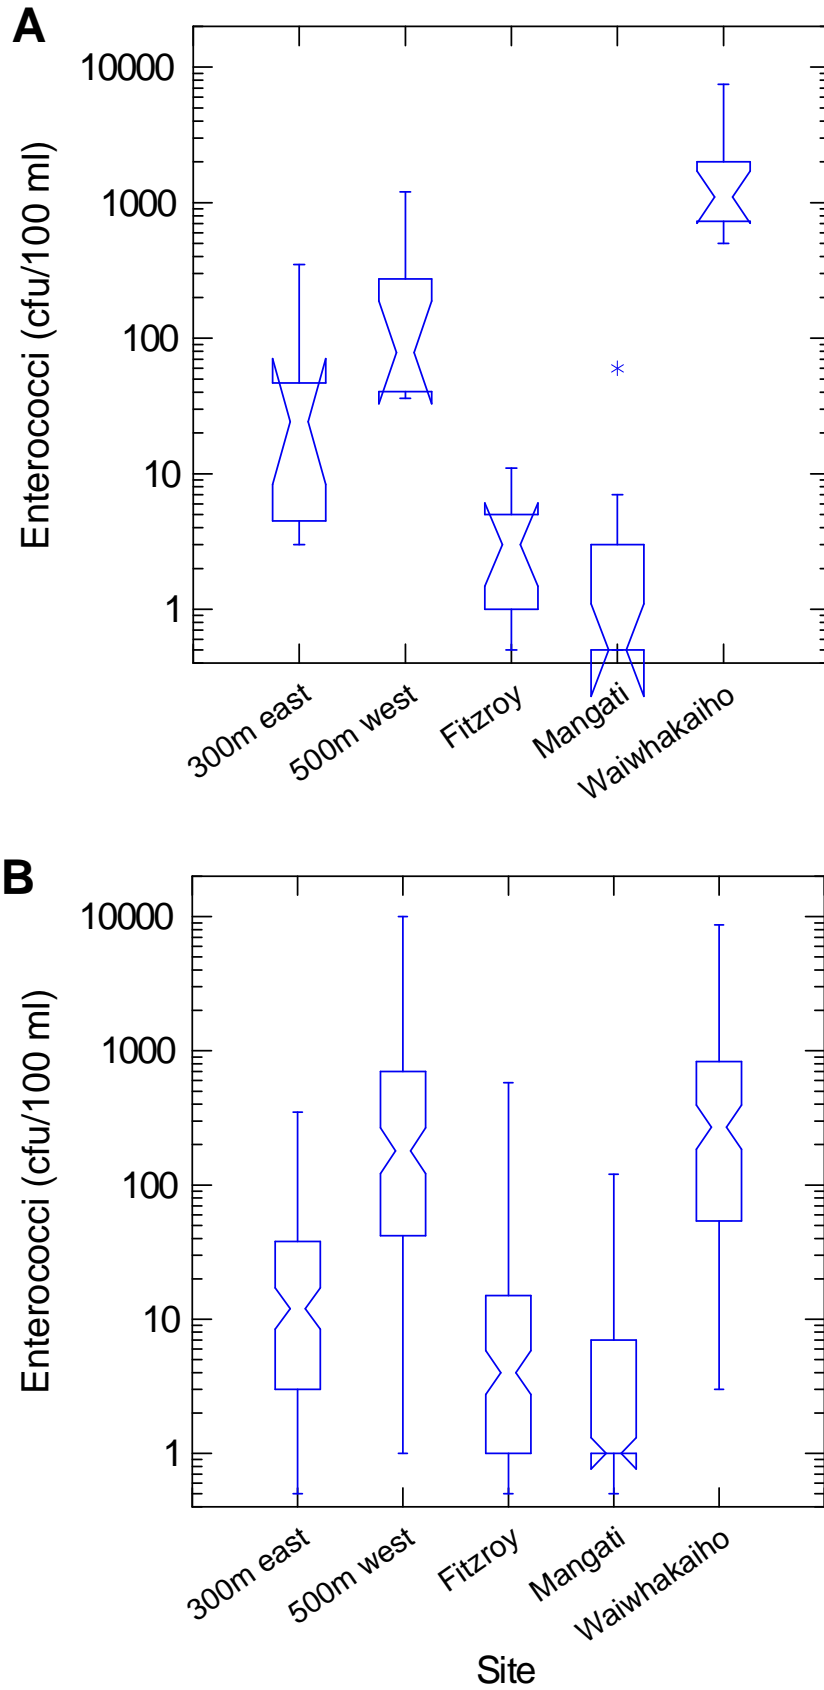 A
Enterococci (cfu/100 ml)
10000
1000
100
10
1
300m east
500m west
Fitzroy
Mangati
Waiwhakaiho
B
Enterococci (cfu/100 ml)
10000
1000
100
10
1
300m east
500m west
Fitzroy
Mangati
Waiwhakaiho
Site